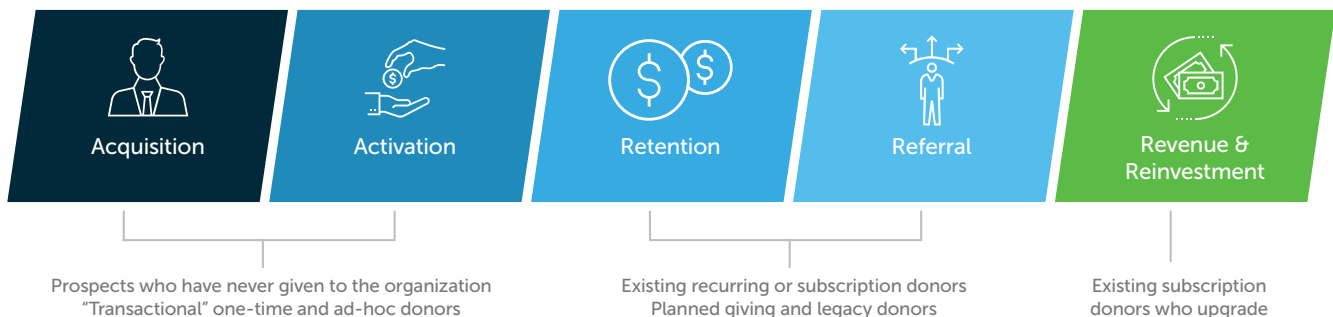 Acquisition
Activation
Retention
Referral
Revenue &
Reinvestment
Prospects who have never given to the organization
“Transactional” one-time and ad-hoc donors
Existing recurring or subscription donors
Planned giving and legacy donors
Existing subscription
donors who upgrade